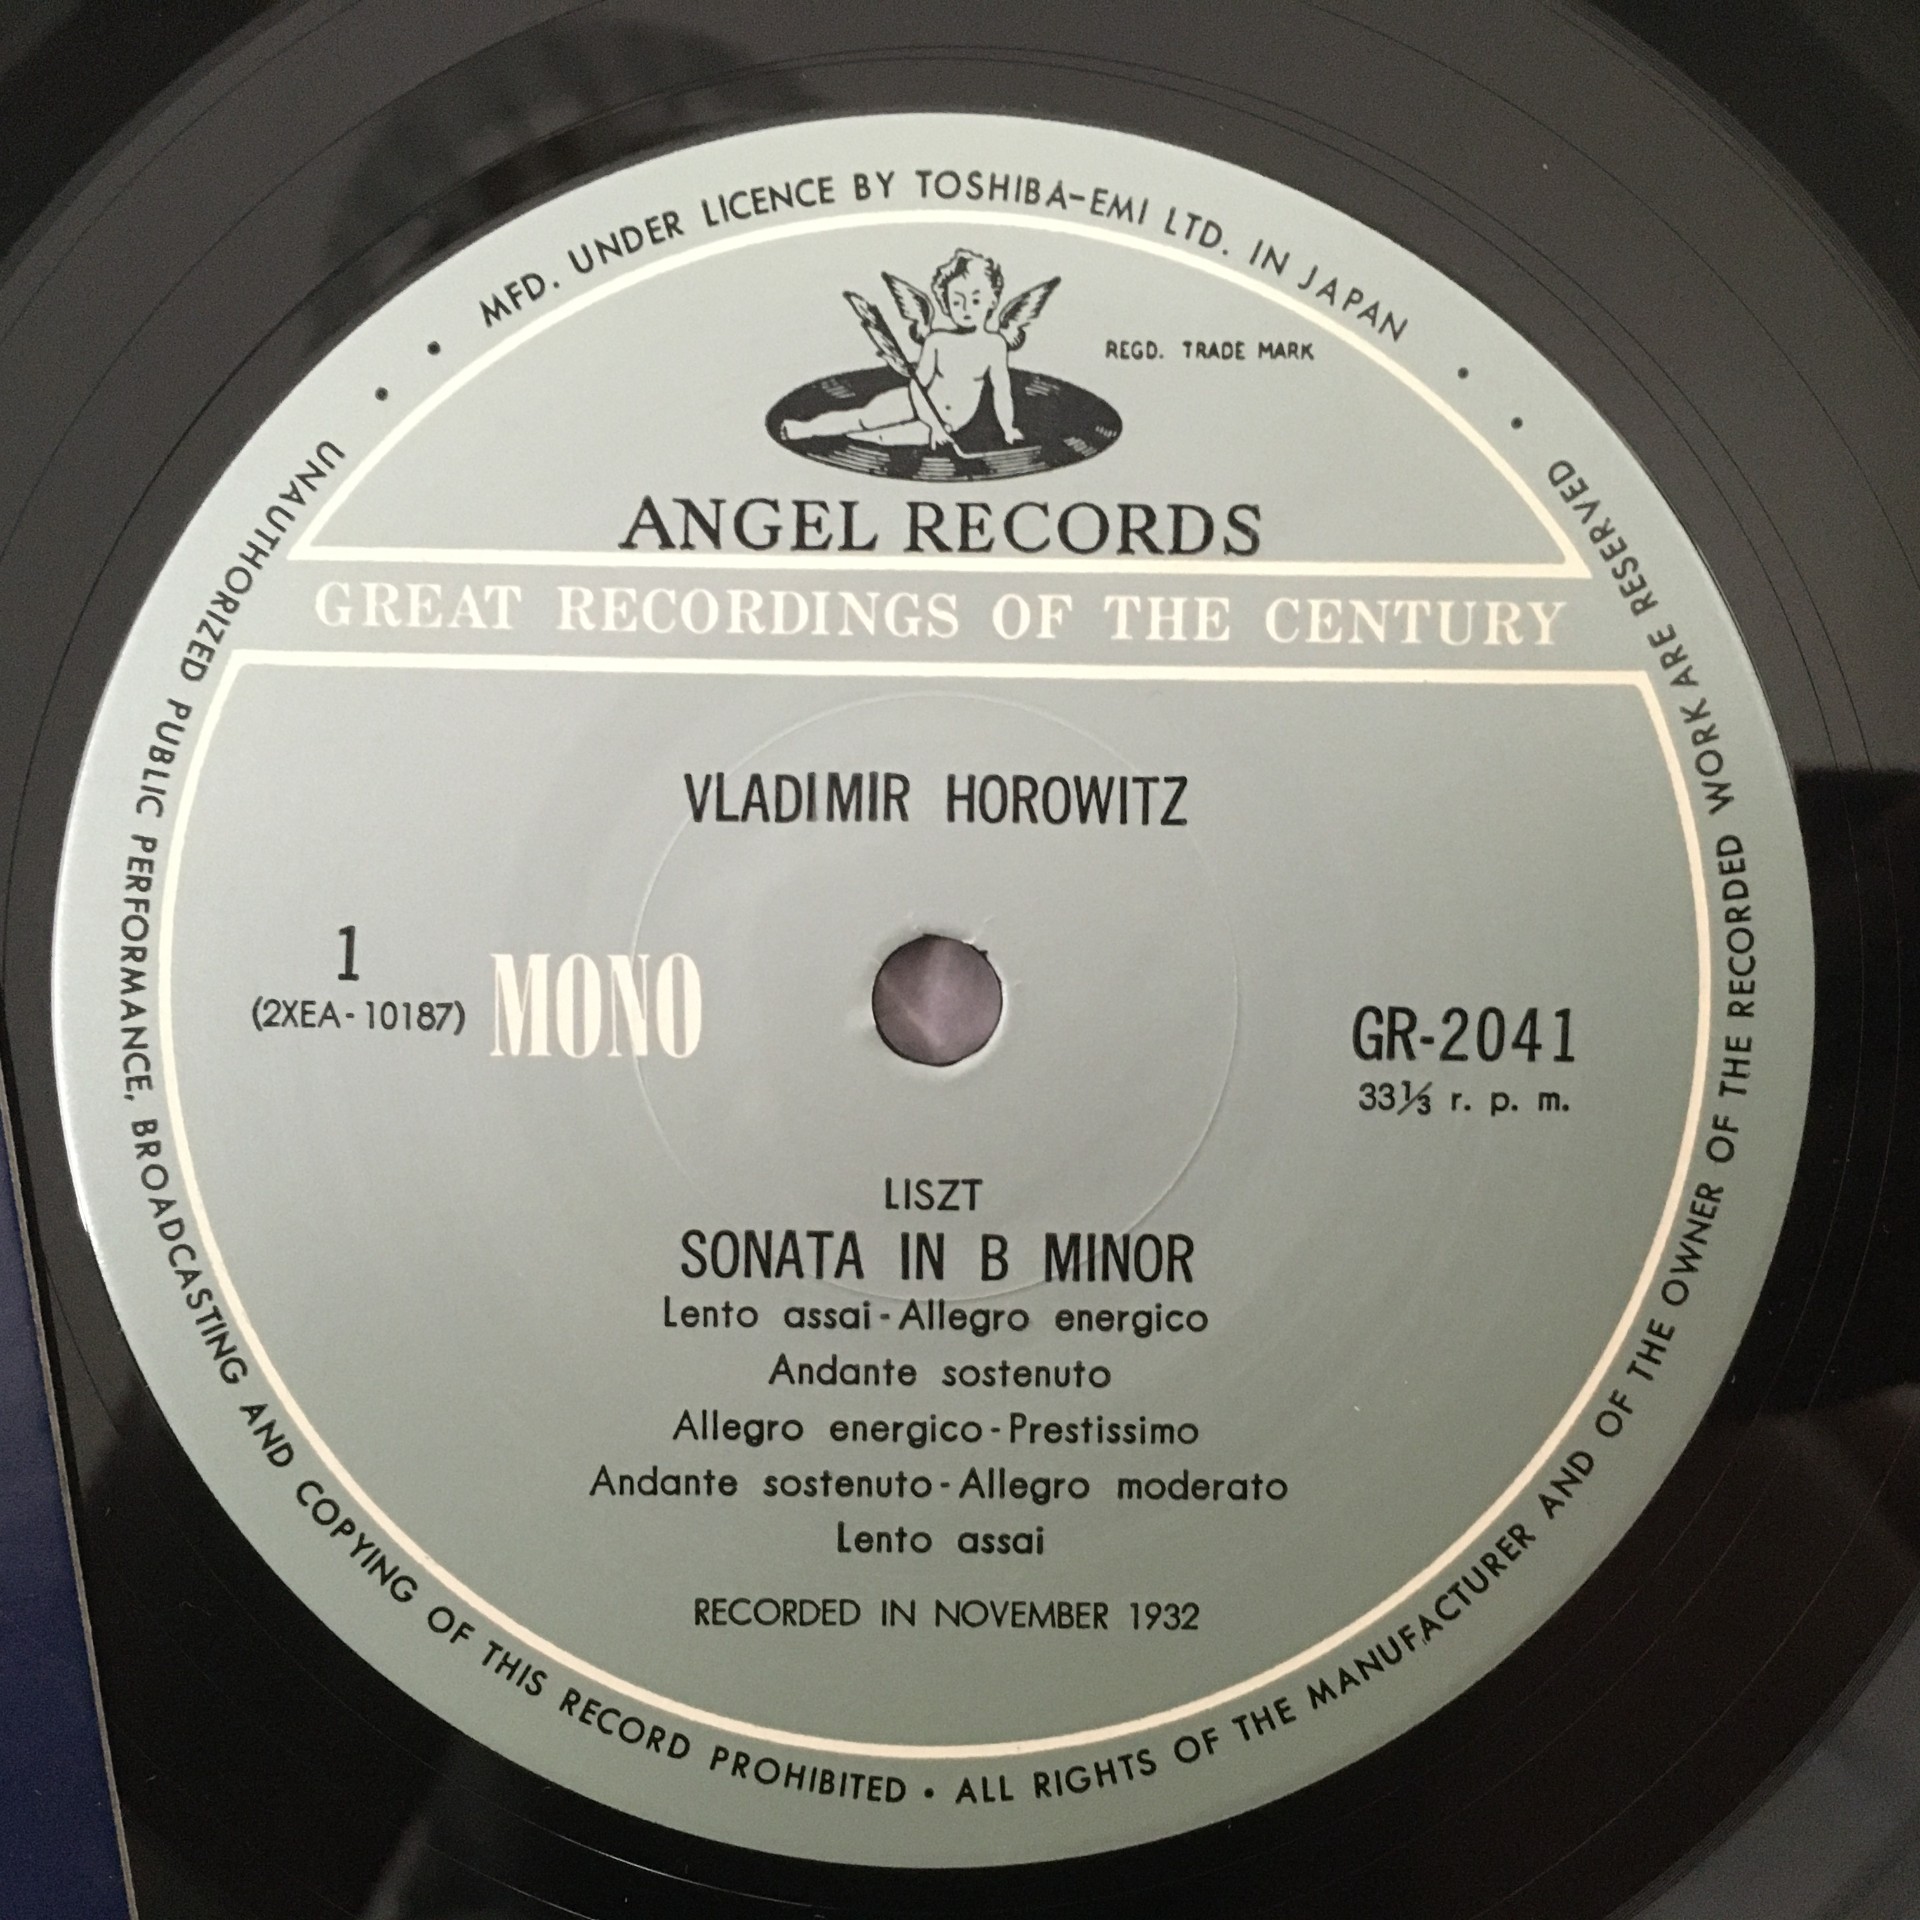 MFD. UNDER LICENCE BY TOSHIBA-EMI LTD. IN JAPAN
REGD. TRADE MARK
ANGEL RECORDS
GREAT RECORDINGS OF THE CENTURY
VLADIMIR HOROWITZ
1
(2XEA-10187)
MONO
GR-2041
33⅓ r. p. m.
LISZT
SONATA IN B MINOR
Lento assai-Allegro energico
Andante sostenuto
Allegro energico-Prestissimo
Andante sostenuto-Allegro moderato
Lento assai
RECORDED IN NOVEMBER 1932
UNAUTHORIZED PUBLIC PERFORMANCE, BROADCASTING AND COPYING OF THIS RECORD PROHIBITED • ALL RIGHTS OF THE MANUFACTURER AND OF THE OWNER OF THE RECORDED WORK ARE RESERVED